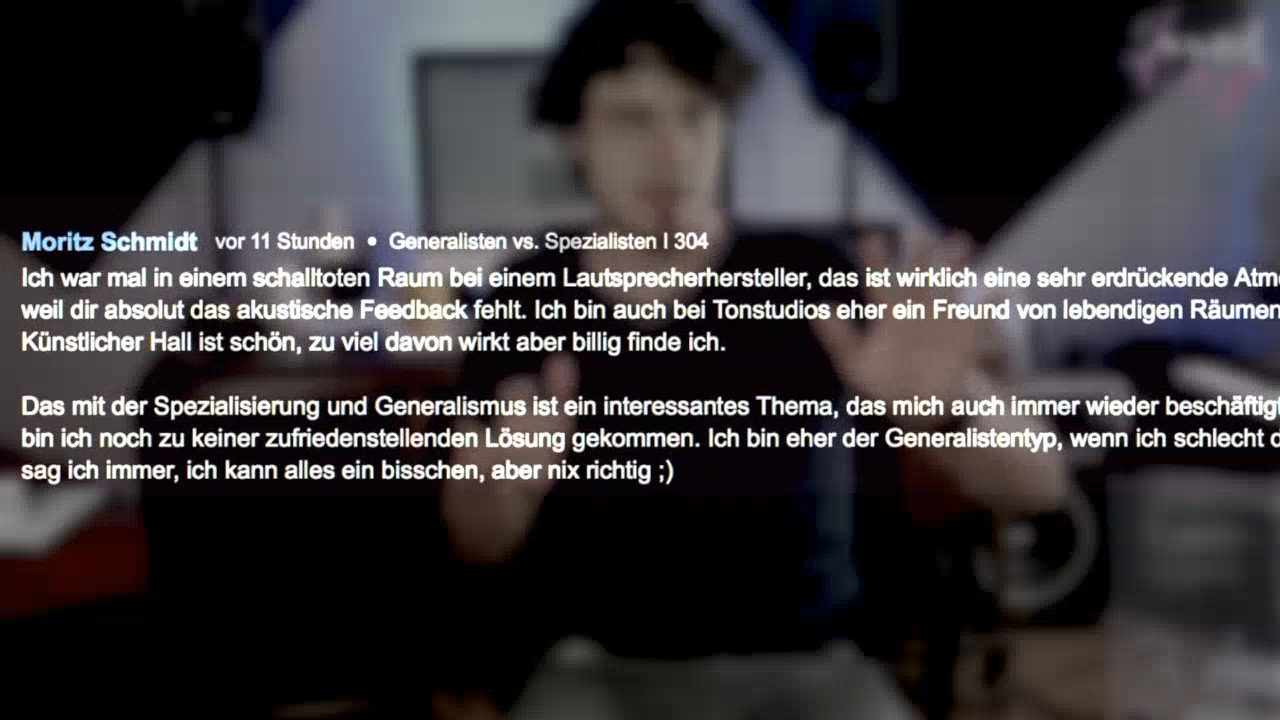 Moritz Schmidt vor 11 Stunden • Generalisten vs. Spezialisten | 304
Ich war mal in einem schalltoten Raum bei einem Lautsprecherhersteller, das ist wirklich eine sehr erdrückende
weil dir absolut das akustische Feedback fehlt. Ich bin auch bei Tonstudios eher ein Freund von lebendigen Räumen
Künstlicher Hall ist schön, zu viel davon wirkt aber billig finde ich.
Das mit der Spezialisierung und Generalismus ist ein interessantes Thema, das mich auch immer wieder beschäftigt
bin ich noch zu keiner zufriedenstellenden Lösung gekommen. Ich bin eher der Generalistentyp, wenn ich schlecht
sag ich immer, ich kann alles ein bisschen, aber nix richtig ;)